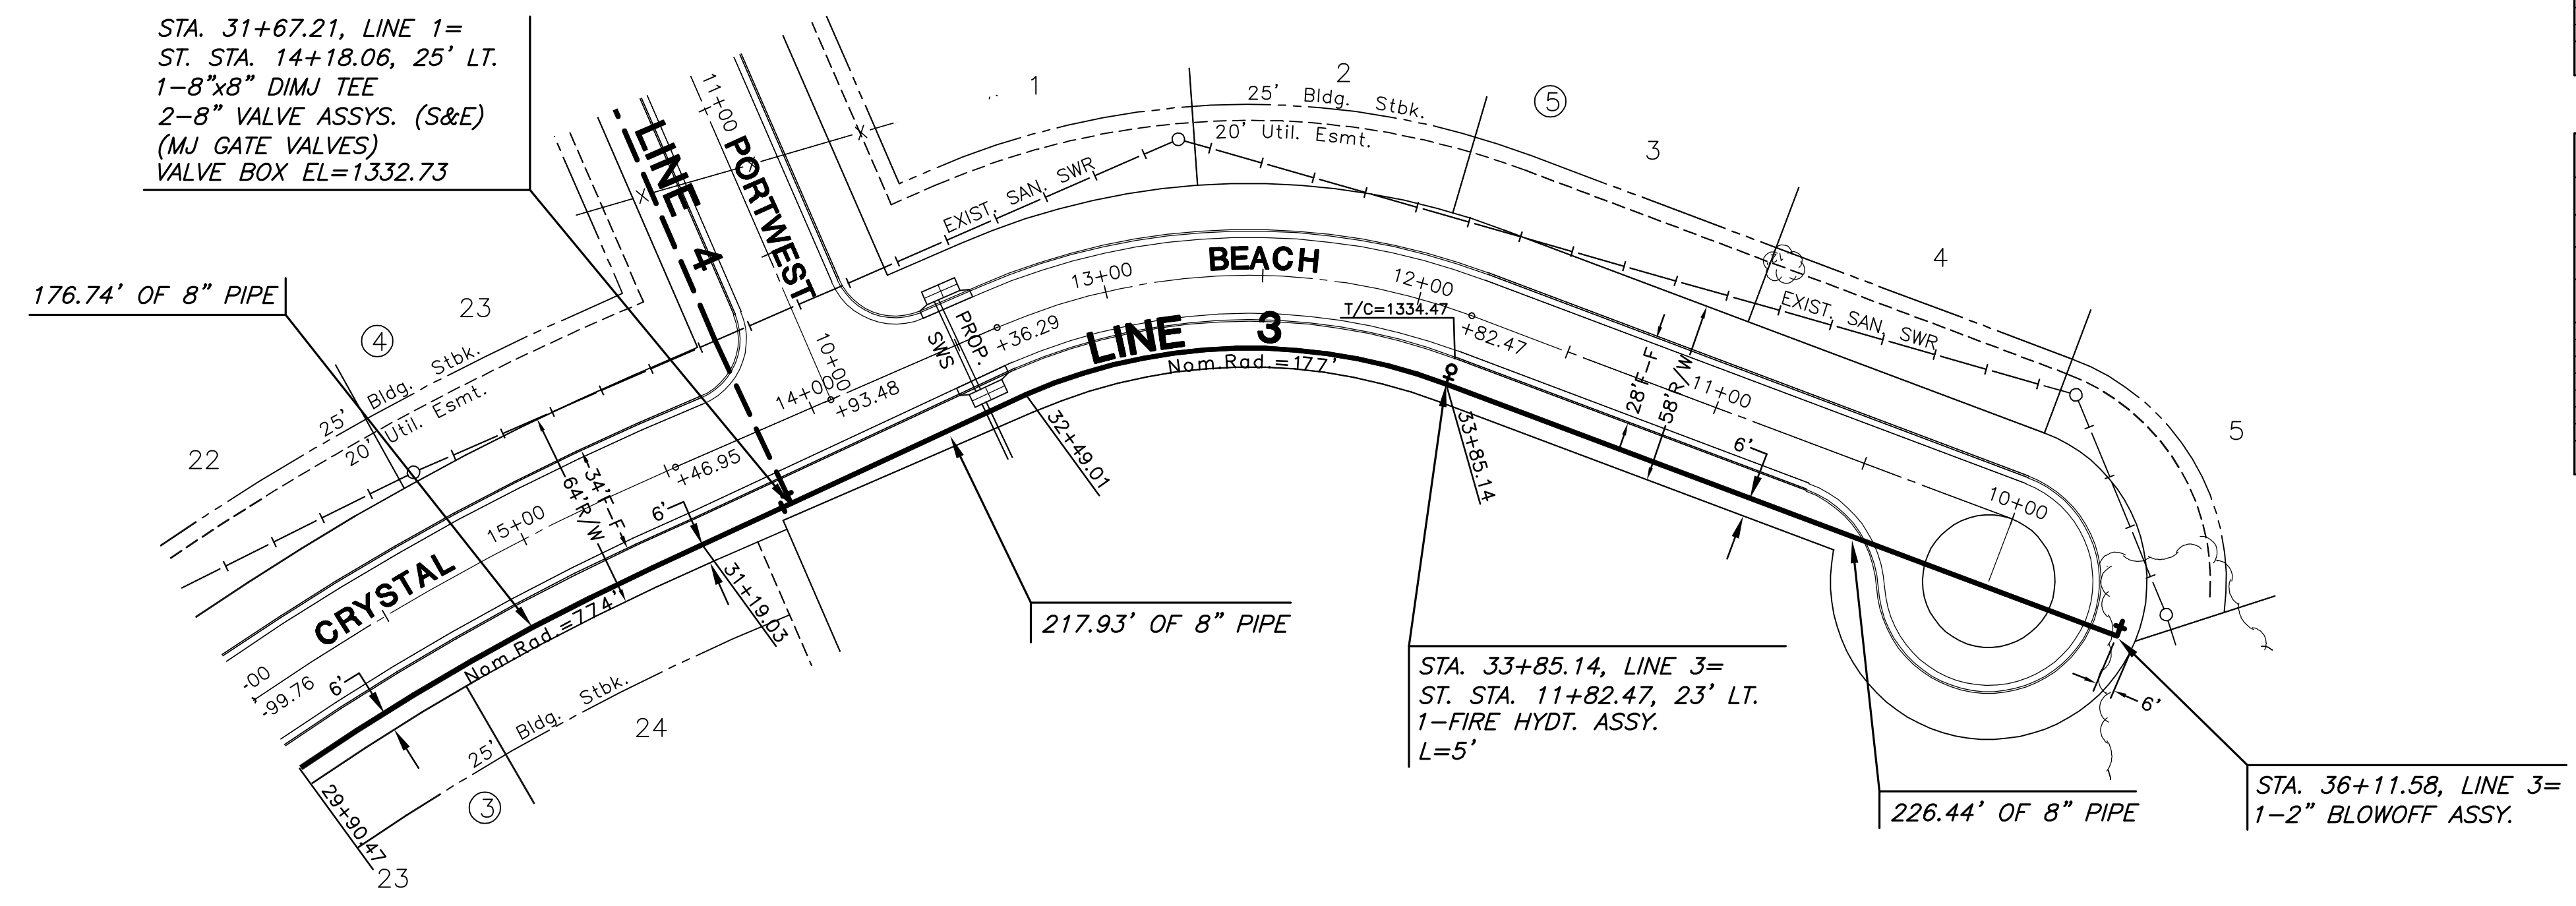 STA. 31+67.21, LINE 1=
ST. STA. 14+18.06, 25' LT.
1-8"x8" DIMJ TEE
2-8" VALVE ASSYS. (S&E)
(MJ GATE VALVES)
VALVE BOX EL=1332.73
176.74' OF 8" PIPE
LINE 4
11+00
PORTWEST
10+00
X
X
1
2
5
3
4
5
25' Bldg. Stbk.
20' Util. Esmt.
EXIST. SAN. SWR
EXIST. SAN. SWR
BEACH
13+00
12+00
T/C=1334.47
+82.47
+36.29
PROP.
SWS
LINE 3
Nom.Rad.=177'
28'F-F
58'R/W
11+00
10+00
6'
6'
23
4
22
25' Bldg. Stbk.
20' Util. Esmt.
14+00
+93.48
+46.95
34'F-F
64'R/W
15+00
6'
CRYSTAL
-00
-99.76
6'
Nom.Rad.=774'
31+19.03
32+49.01
33+85.14
25' Bldg. Stbk.
24
3
29+90.47
23
217.93' OF 8" PIPE
STA. 33+85.14, LINE 3=
ST. STA. 11+82.47, 23' LT.
1-FIRE HYDT. ASSY.
L=5'
226.44' OF 8" PIPE
STA. 36+11.58, LINE 3=
1-2" BLOWOFF ASSY.